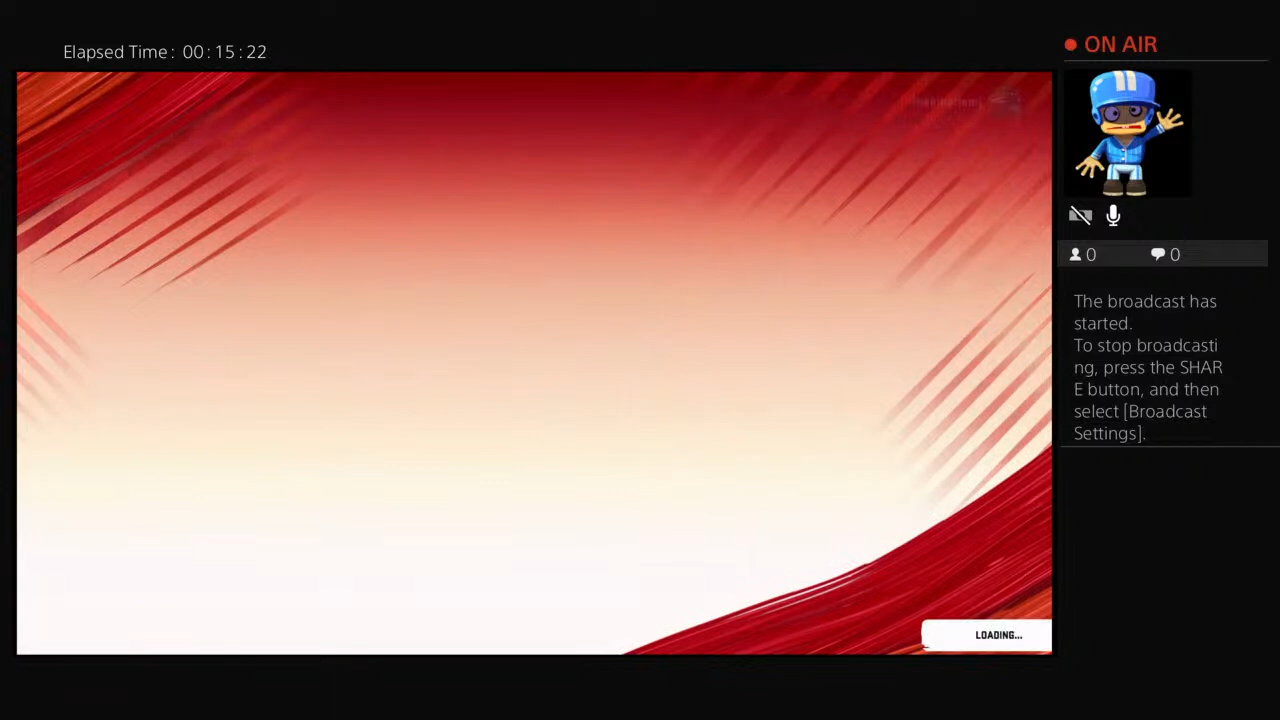 Elapsed Time: 00:15:22
ON AIR
0 0
The broadcast has
started.
To stop broadcasti
ng, press the SHAR
E button, and then
select [Broadcast
Settings].
LOADING...